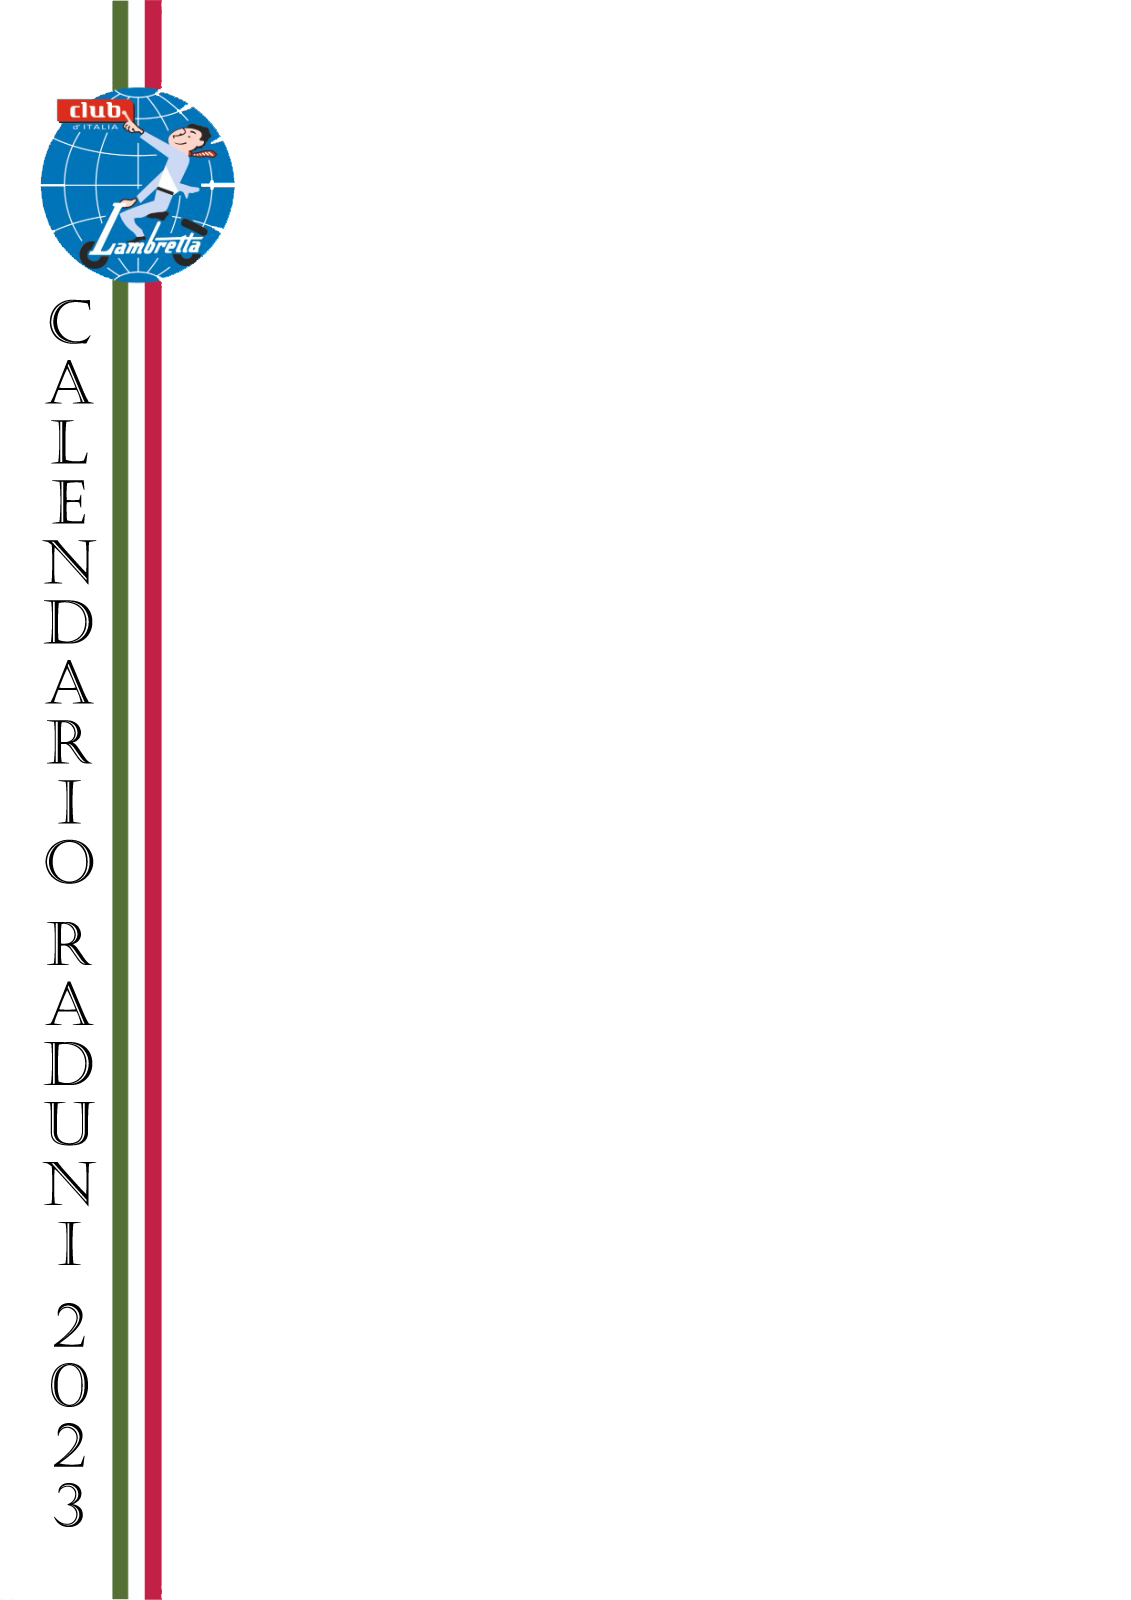 club
d'ITALIA
Lambretta
CALENDARIO RADUNI 2023